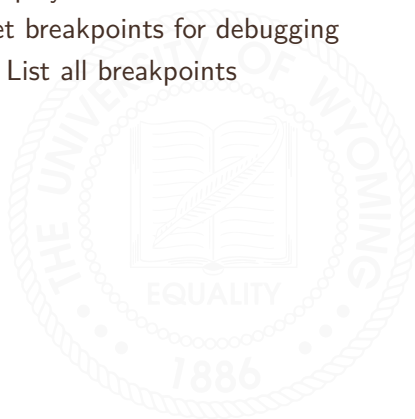 et breakpoints for debugging
List all breakpoints
THE UNIVERSITY OF WYOMING
EQUALITY
1886